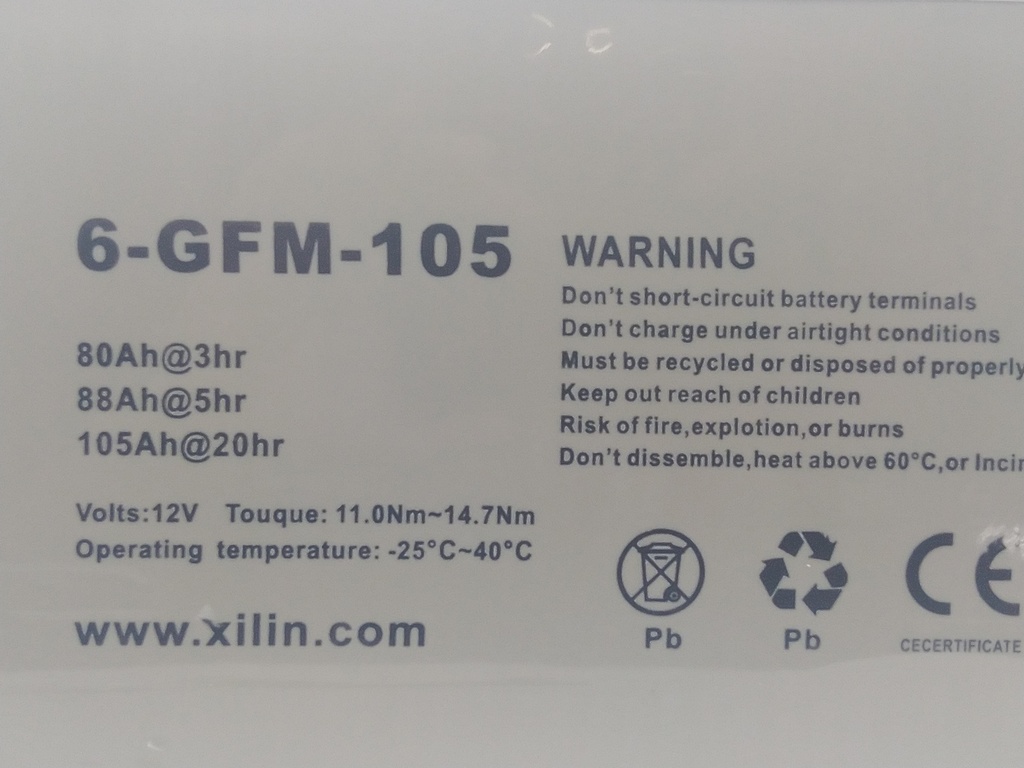 6-GFM-105
80Ah@3hr
88Ah@5hr
105Ah@20hr
Volts:12V Touque: 11.0Nm~14.7Nm
Operating temperature: -25°C~40°C
www.xilin.com
WARNING
Don't short-circuit battery terminals
Don't charge under airtight conditions
Must be recycled or disposed of properly
Keep out reach of children
Risk of fire,explotion,or burns
Don't dissemble,heat above 60°C,or
Pb
Pb
CE
CECERTIFICATE